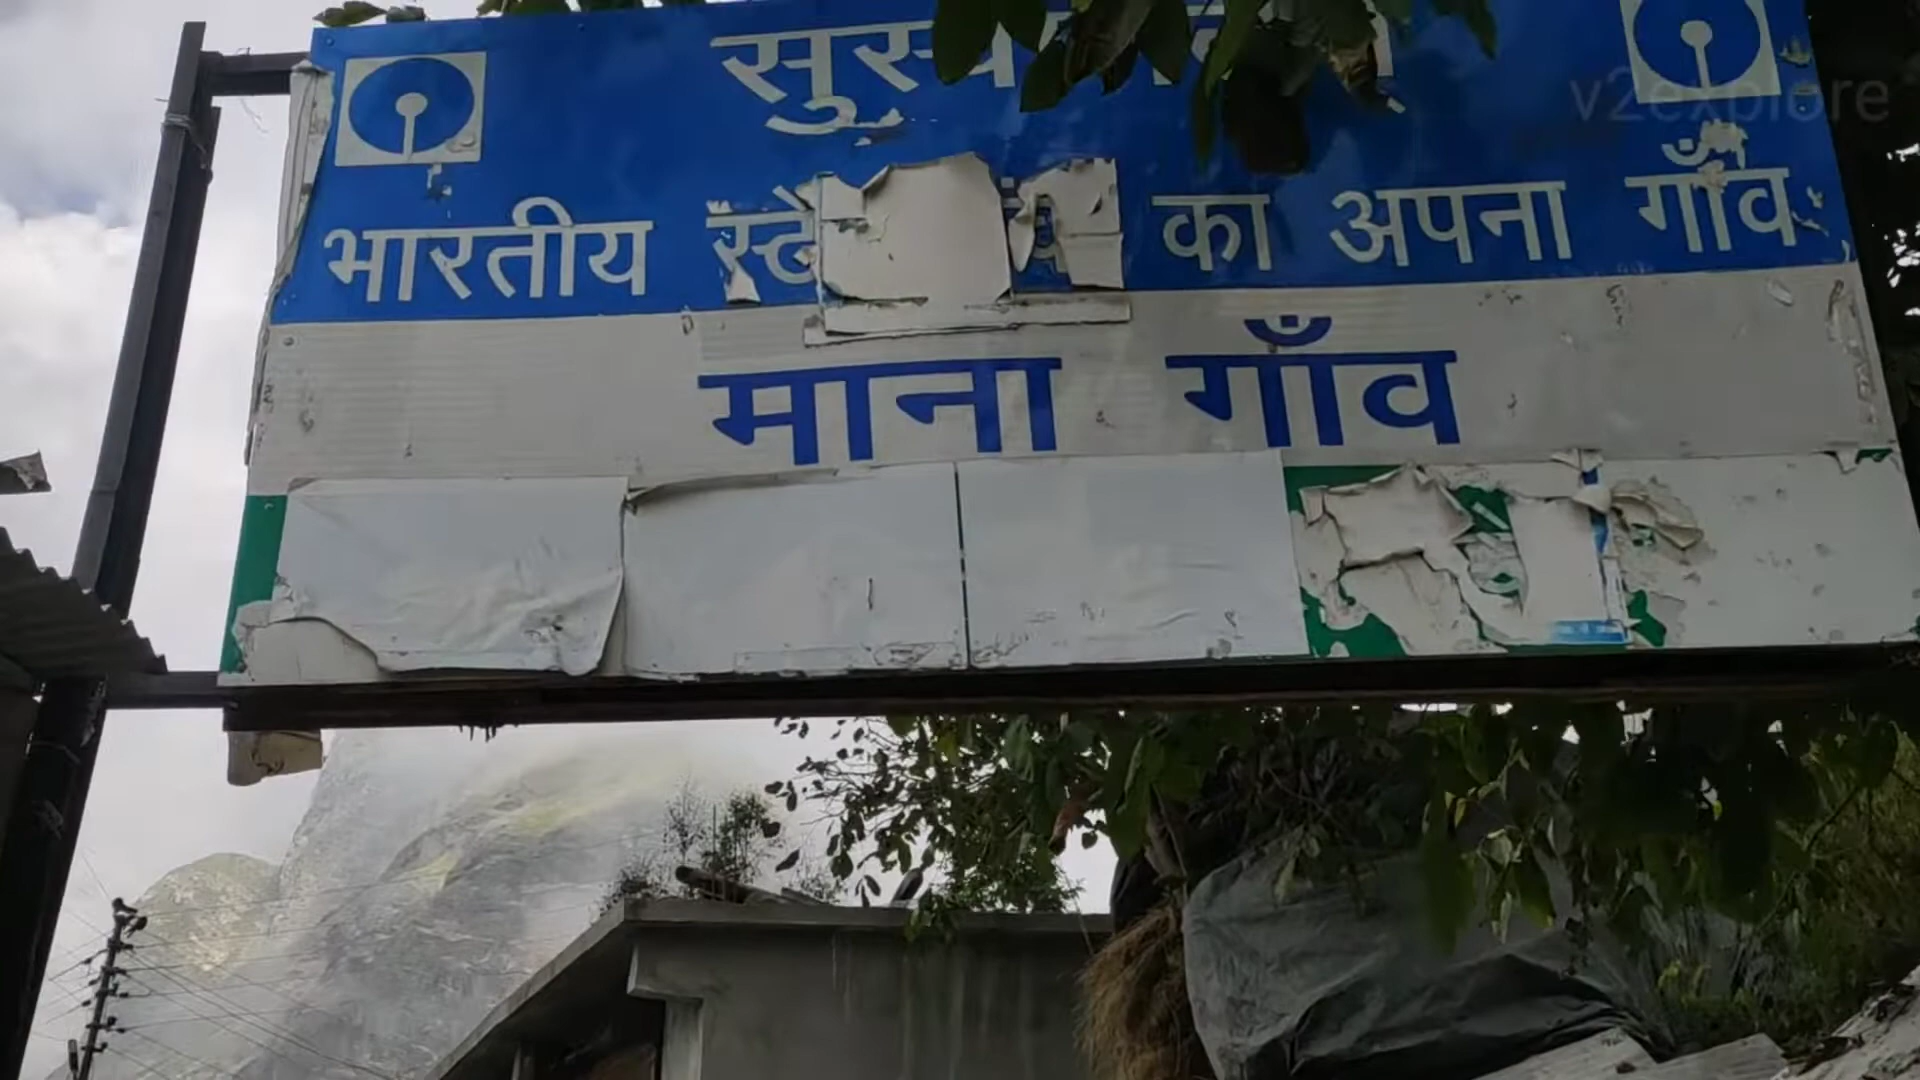 v2explore
भारतीय का अपना गाँव
माना गाँव